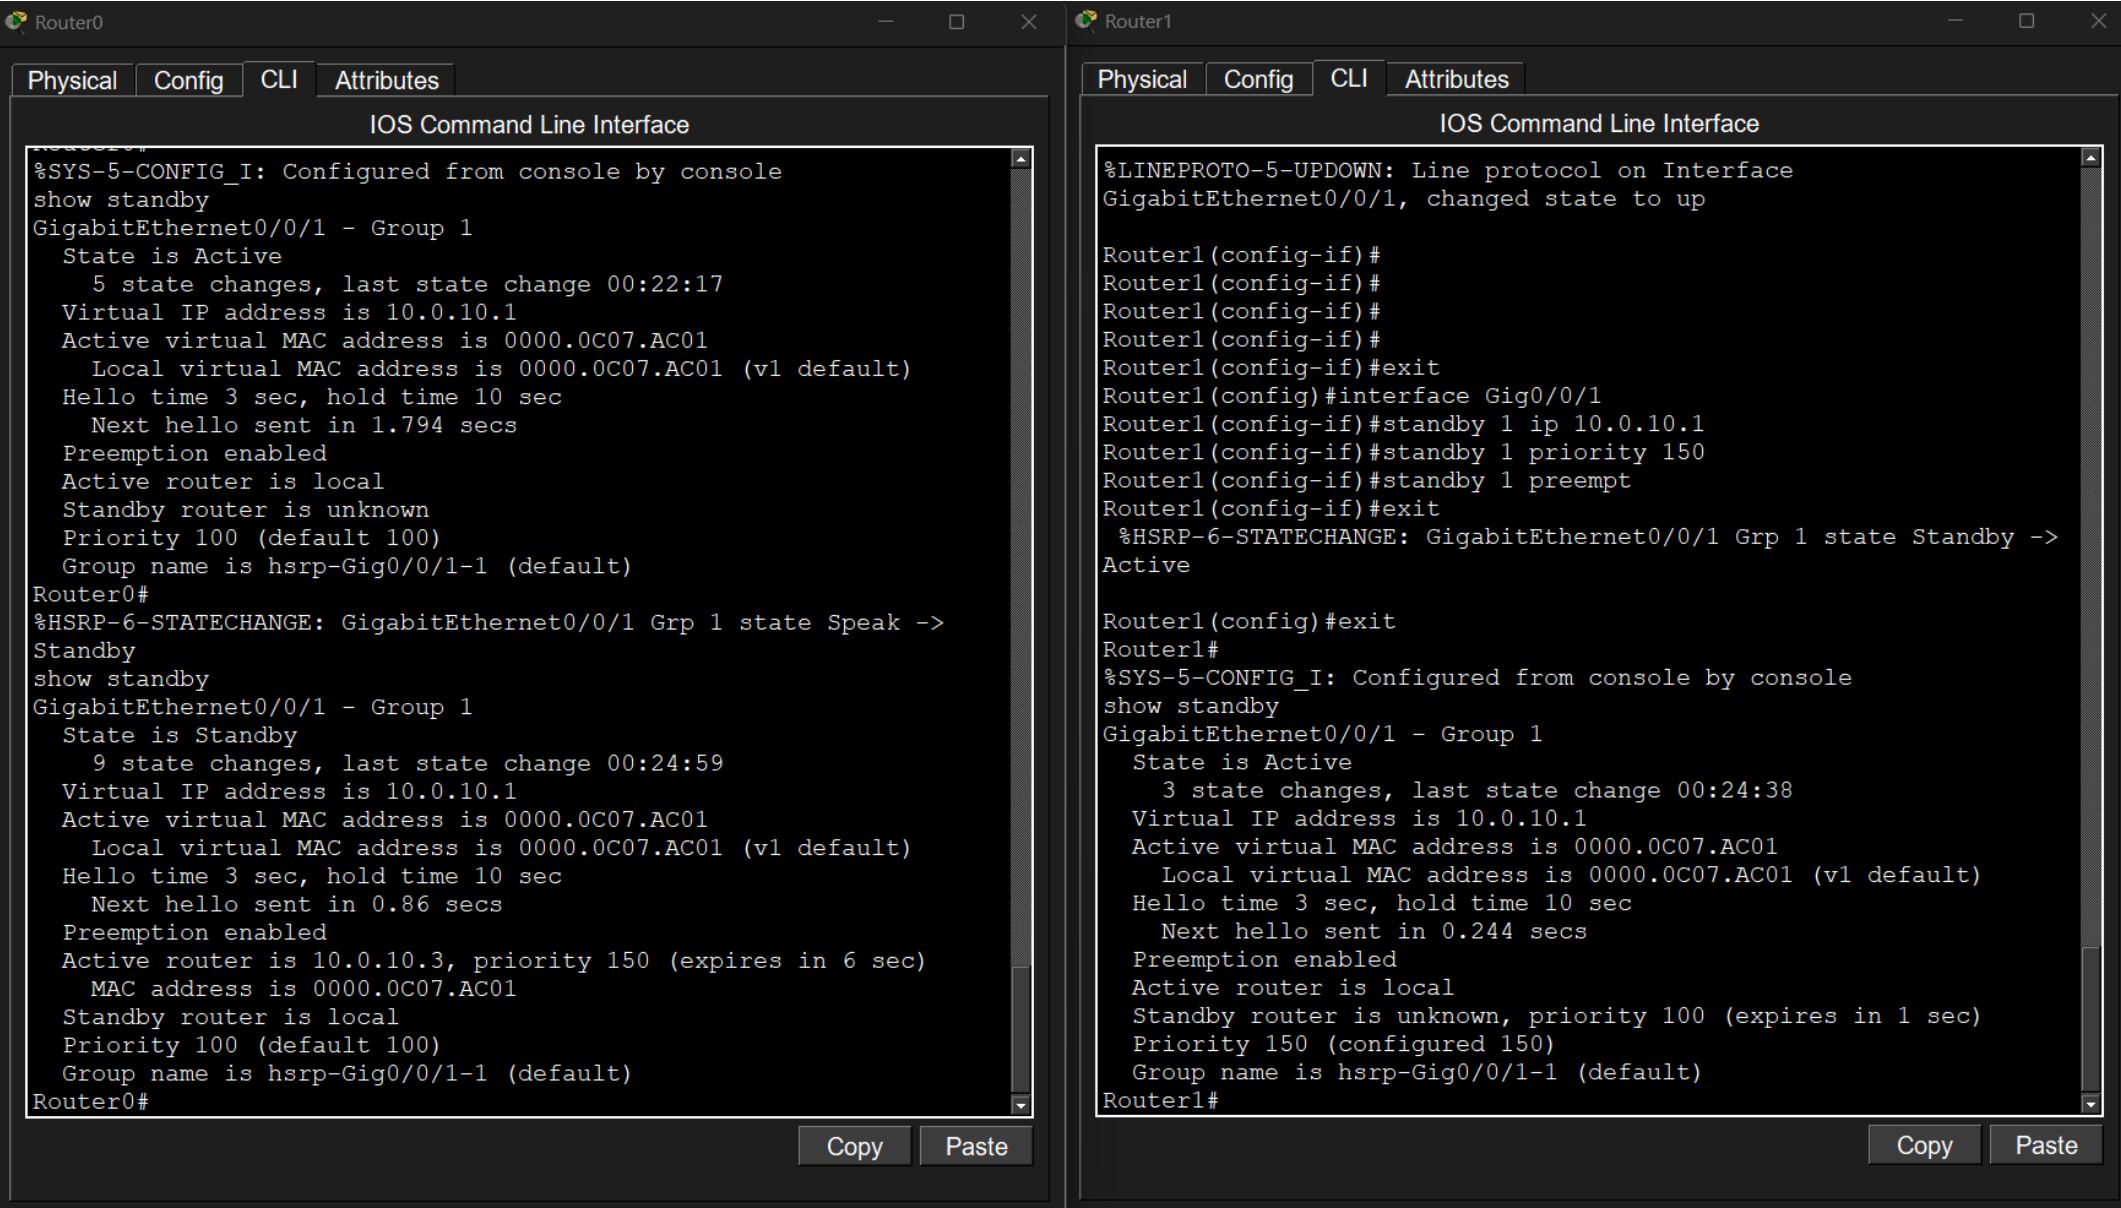 Router0
Physical
Config
CLI
Attributes
IOS Command Line Interface
Router0#
%SYS-5-CONFIG_I: Configured from console by console
show standby
GigabitEthernet0/0/1 - Group 1
  State is Active
    5 state changes, last state change 00:22:17
  Virtual IP address is 10.0.10.1
  Active virtual MAC address is 0000.0C07.AC01
    Local virtual MAC address is 0000.0C07.AC01 (v1 default)
  Hello time 3 sec, hold time 10 sec
    Next hello sent in 1.794 secs
  Preemption enabled
  Active router is local
  Standby router is unknown
  Priority 100 (default 100)
  Group name is hsrp-Gig0/0/1-1 (default)
Router0#
%HSRP-6-STATECHANGE: GigabitEthernet0/0/1 Grp 1 state Speak ->
Standby
show standby
GigabitEthernet0/0/1 - Group 1
  State is Standby
    9 state changes, last state change 00:24:59
  Virtual IP address is 10.0.10.1
  Active virtual MAC address is 0000.0C07.AC01
    Local virtual MAC address is 0000.0C07.AC01 (v1 default)
  Hello time 3 sec, hold time 10 sec
    Next hello sent in 0.86 secs
  Preemption enabled
  Active router is 10.0.10.3, priority 150 (expires in 6 sec)
    MAC address is 0000.0C07.AC01
  Standby router is local
  Priority 100 (default 100)
  Group name is hsrp-Gig0/0/1-1 (default)
Router0#
Copy
Paste
Router1
Physical
Config
CLI
Attributes
IOS Command Line Interface
%LINEPROTO-5-UPDOWN: Line protocol on Interface
GigabitEthernet0/0/1, changed state to up
Router1(config-if)#
Router1(config-if)#
Router1(config-if)#
Router1(config-if)#
Router1(config-if)#exit
Router1(config)#interface Gig0/0/1
Router1(config-if)#standby 1 ip 10.0.10.1
Router1(config-if)#standby 1 priority 150
Router1(config-if)#standby 1 preempt
Router1(config-if)#exit
 %HSRP-6-STATECHANGE: GigabitEthernet0/0/1 Grp 1 state Standby ->
Active
Router1(config)#exit
Router1#
%SYS-5-CONFIG_I: Configured from console by console
show standby
GigabitEthernet0/0/1 - Group 1
  State is Active
    3 state changes, last state change 00:24:38
  Virtual IP address is 10.0.10.1
  Active virtual MAC address is 0000.0C07.AC01
    Local virtual MAC address is 0000.0C07.AC01 (v1 default)
  Hello time 3 sec, hold time 10 sec
    Next hello sent in 0.244 secs
  Preemption enabled
  Active router is local
  Standby router is unknown, priority 100 (expires in 1 sec)
  Priority 150 (configured 150)
  Group name is hsrp-Gig0/0/1-1 (default)
Router1#
Copy
Paste